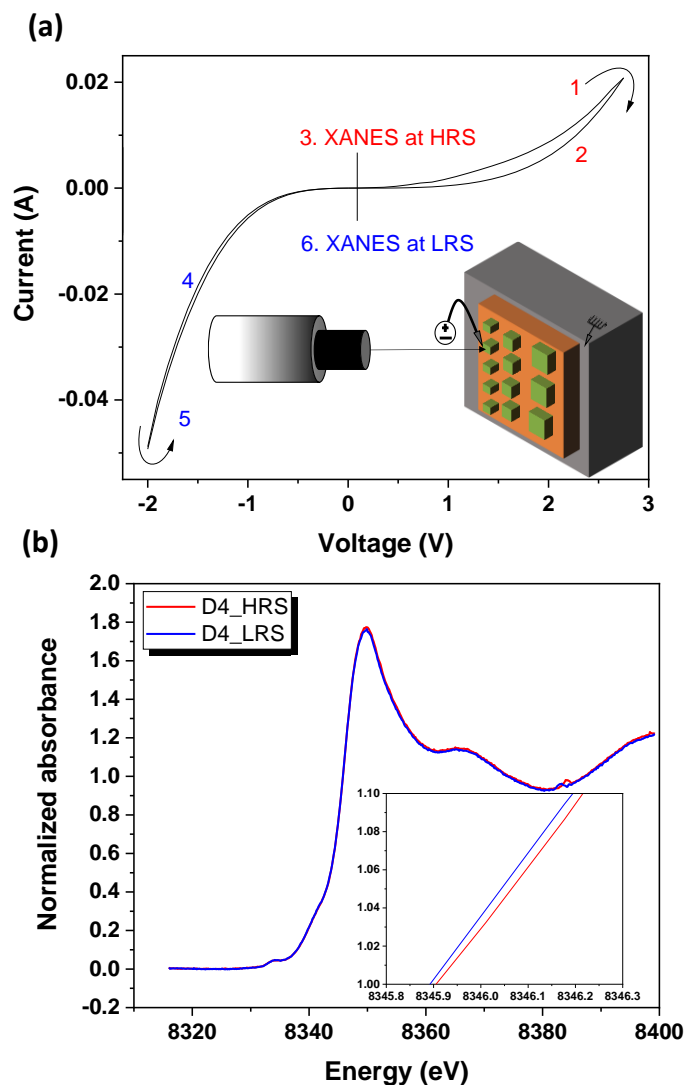 (a)
0.02
0.00
-0.02
-0.04
Current (A)
1
2
3. XANES at HRS
6. XANES at LRS
4
5
+
−
-2
-1
0
1
2
3
Voltage (V)
(b)
2.0
1.8
1.6
1.4
1.2
1.0
0.8
0.6
0.4
0.2
0.0
-0.2
Normalized absorbance
D4_HRS
D4_LRS
1.10
1.08
1.06
1.04
1.02
1.00
8345.8 8345.9 8346.0 8346.1 8346.2 8346.3
8320 8340 8360 8380 8400
Energy (eV)